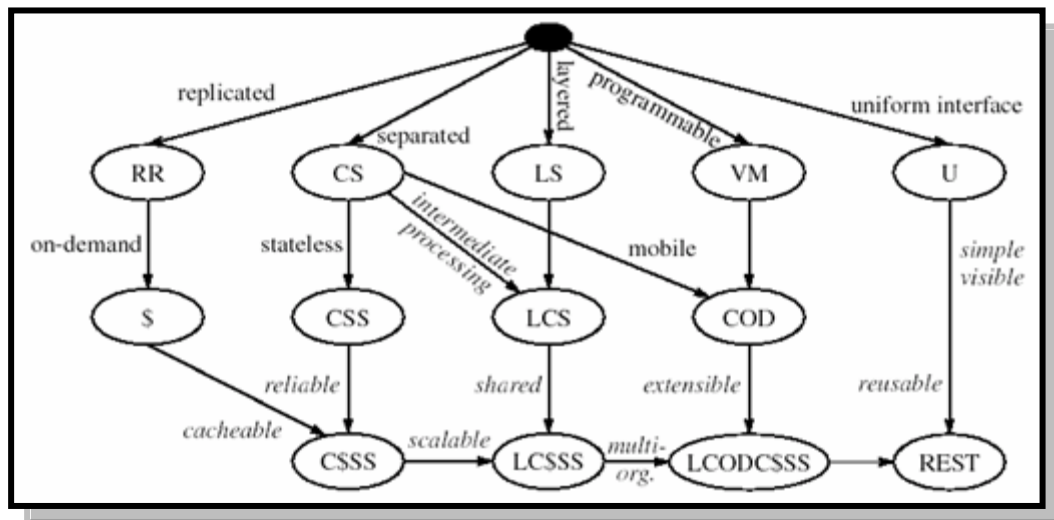 replicated
separated
layered
programmable
uniform interface
RR
CS
LS
VM
U
on-demand
stateless
intermediate
processing
mobile
simple
visible
$
CSS
LCS
COD
cacheable
reliable
shared
extensible
reusable
C$SS
scalable
LC$SS
multi-
org.
LCODC$SS
REST